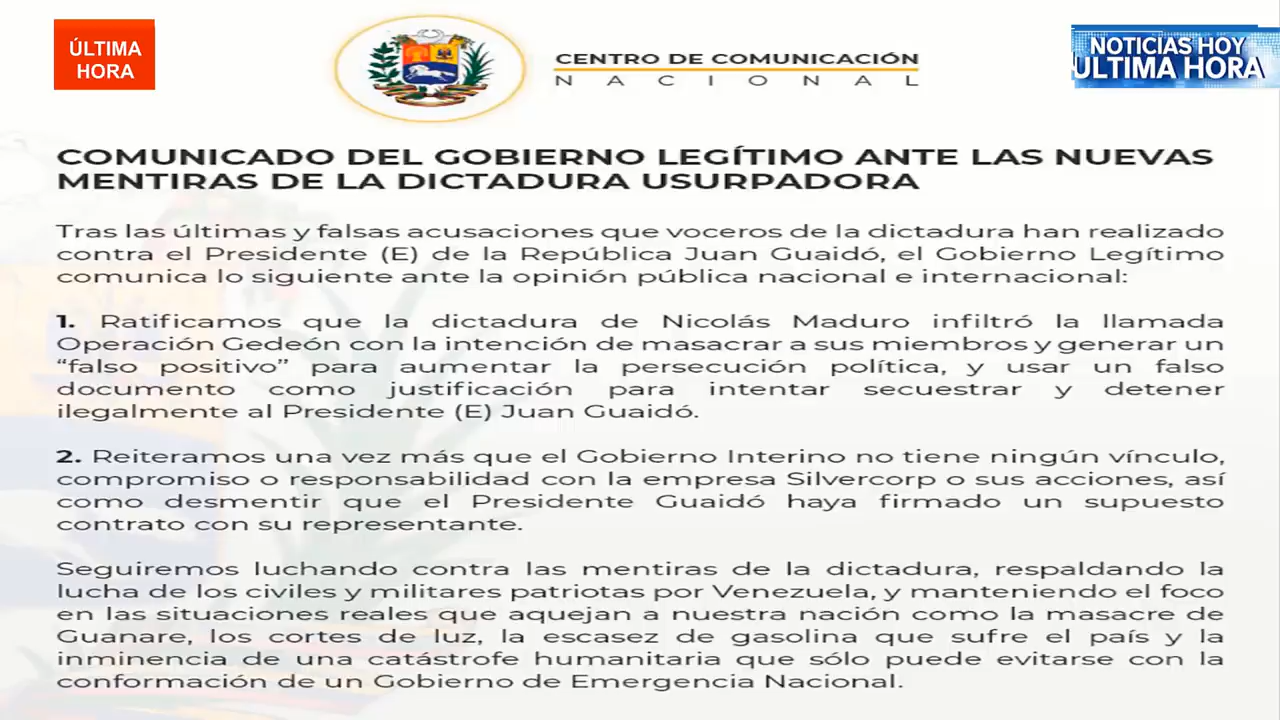 ÚLTIMA
HORA
CENTRO DE COMUNICACIÓN
NACIONAL
NOTICIAS HOY
ULTIMA HORA
COMUNICADO DEL GOBIERNO LEGÍTIMO ANTE LAS NUEVAS
MENTIRAS DE LA DICTADURA USURPADORA
Tras las últimas y falsas acusaciones que voceros de la dictadura han realizado
contra el Presidente (E) de la República Juan Guaidó, el Gobierno Legítimo
comunica lo siguiente ante la opinión pública nacional e internacional:
1. Ratificamos que la dictadura de Nicolás Maduro infiltró la llamada
Operación Gedeón con la intención de masacrar a sus miembros y generar un
“falso positivo” para aumentar la persecución política, y usar un falso
documento como justificación para intentar secuestrar y detener
ilegalmente al Presidente (E) Juan Guaidó.
2. Reiteramos una vez más que el Gobierno Interino no tiene ningún vínculo,
compromiso o responsabilidad con la empresa Silvercorp o sus acciones, así
como desmentir que el Presidente Guaidó haya firmado un supuesto
contrato con su representante.
Seguiremos luchando contra las mentiras de la dictadura, respaldando la
lucha de los civiles y militares patriotas por Venezuela, y manteniendo el foco
en las situaciones reales que aquejan a nuestra nación como la masacre de
Guanare, los cortes de luz, la escasez de gasolina que sufre el país y la
inminencia de una catástrofe humanitaria que sólo puede evitarse con la
conformación de un Gobierno de Emergencia Nacional.